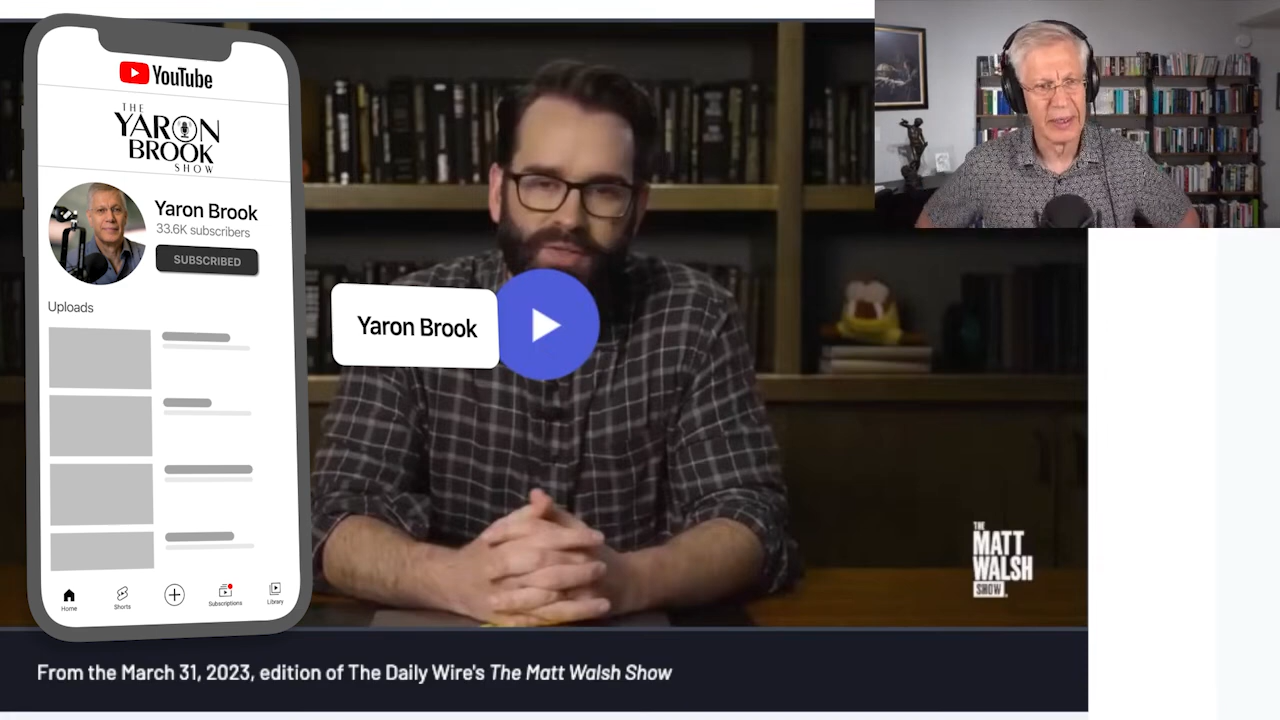 YouTube
THE
YARON
BROOK
SHOW
Yaron Brook
33.6K subscribers
SUBSCRIBED
Uploads
Home
Shorts
Subscriptions
Library
Yaron Brook
THE
MATT
WALSH
SHOW
From the March 31, 2023, edition of The Daily Wire's The Matt Walsh Show